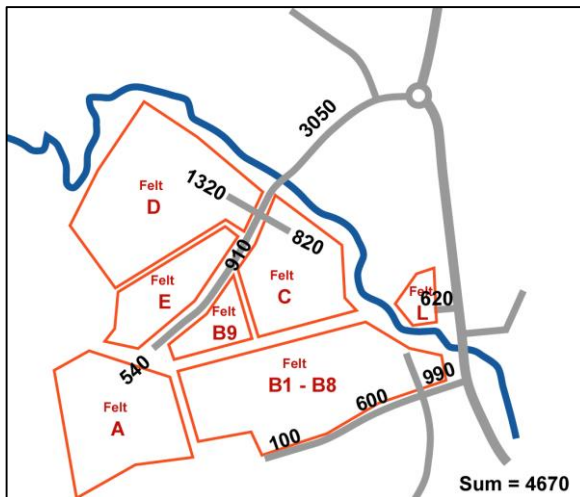 3050
Felt
D
1320
820
910
Felt
E
Felt
C
Felt
L
620
Felt
B9
540
Felt
B1 - B8
990
600
Felt
A
100
Sum = 4670